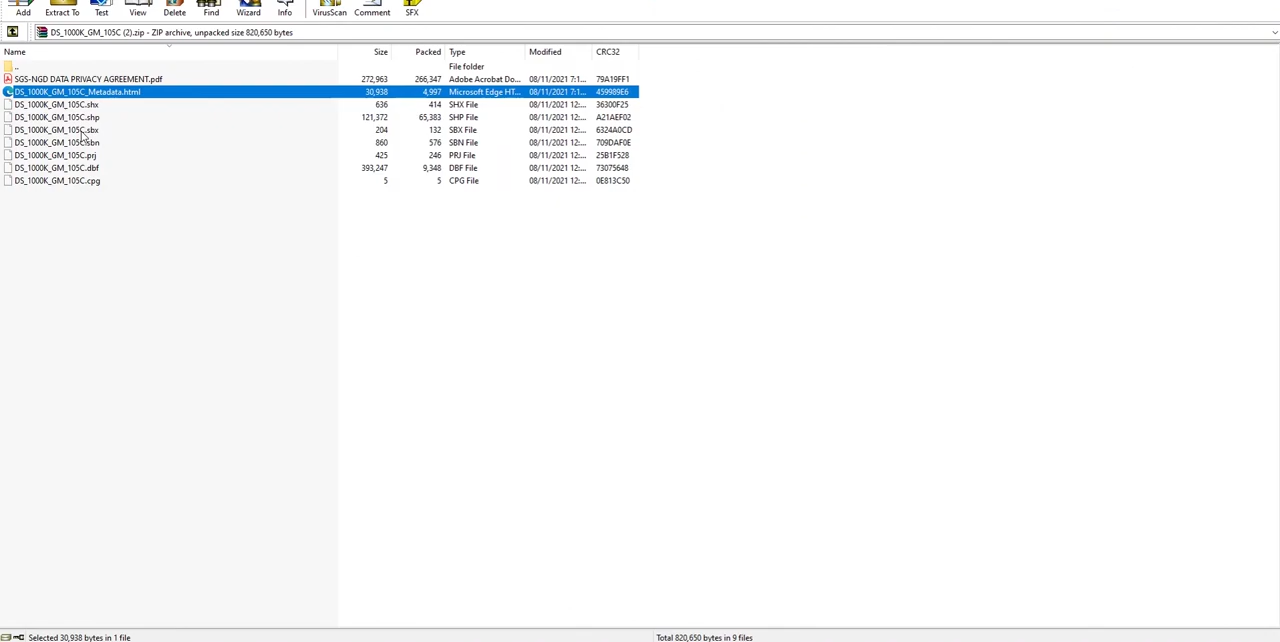 Add Extract To Test View Delete Find Wizard Info VirusScan Comment SFX
DS_1000K_GM_105C (2).zip - ZIP archive, unpacked size 820,650 bytes
Name Size Packed Type Modified CRC32
.. File folder
SGS-NGD DATA PRIVACY AGREEMENT.pdf 272,963 266,347 Adobe Acrobat Do... 08/11/2021 7:1... 79A19FF1
DS_1000K_GM_105C_Metadata.html 30,938 4,997 Microsoft Edge HT... 08/11/2021 7:1... 459989E6
DS_1000K_GM_105C.shx 636 414 SHX File 08/11/2021 12:... 36300F25
DS_1000K_GM_105C.shp 121,372 65,383 SHP File 08/11/2021 12:... A21AEF02
DS_1000K_GM_105C.sbx 204 132 SBX File 08/11/2021 12:... 6324A0CD
DS_1000K_GM_105C.sbn 860 576 SBN File 08/11/2021 12:... 709DAF0E
DS_1000K_GM_105C.prj 425 246 PRJ File 08/11/2021 12:... 25B1F528
DS_1000K_GM_105C.dbf 393,247 9,348 DBF File 08/11/2021 12:... 73075648
DS_1000K_GM_105C.cpg 5 5 CPG File 08/11/2021 12:... 0E813C50
Selected 30,938 bytes in 1 file Total 820,650 bytes in 9 files